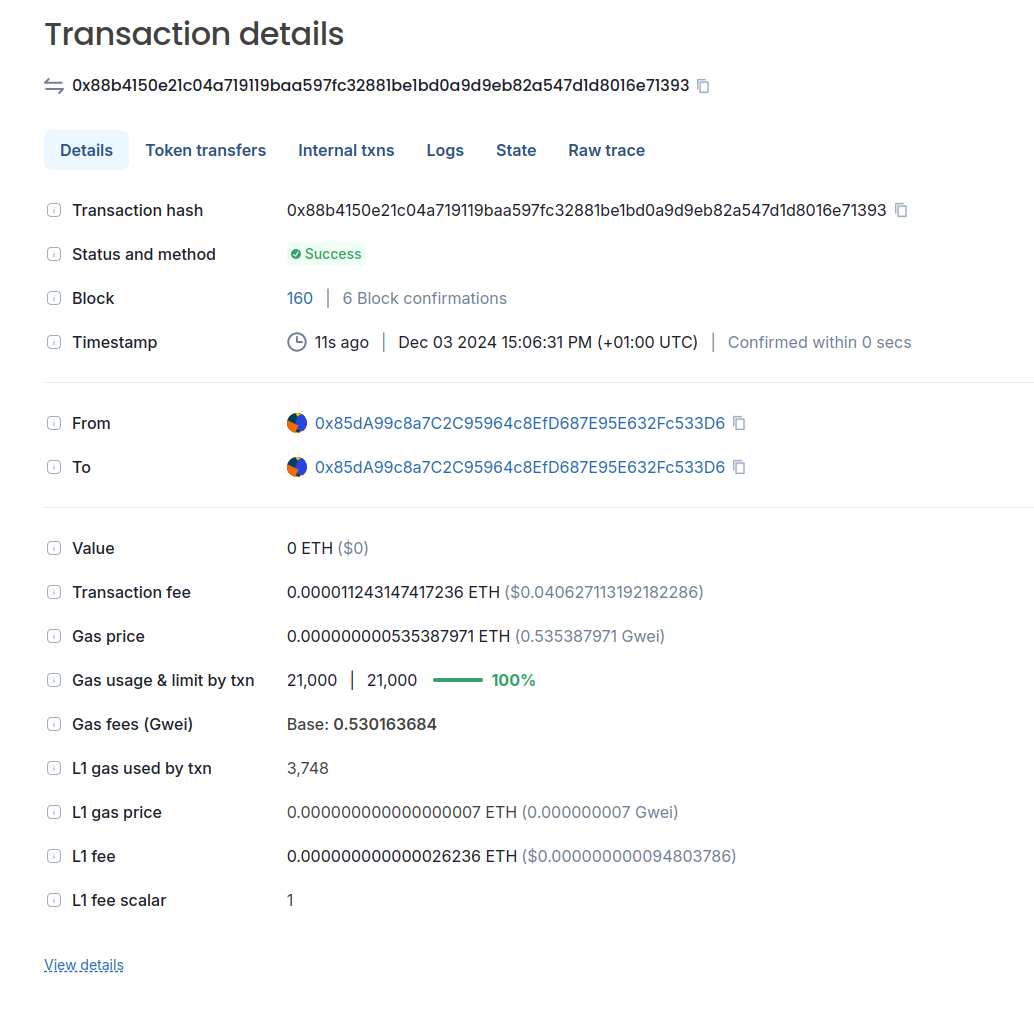 Transaction details
0x88b4150e21c04a719119baa597fc32881be1bd0a9d9eb82a547d1d8016e71393
Details Token transfers Internal txns Logs State Raw trace
Transaction hash 0x88b4150e21c04a719119baa597fc32881be1bd0a9d9eb82a547d1d8016e71393
Status and method Success
Block 160 | 6 Block confirmations
Timestamp 11s ago | Dec 03 2024 15:06:31 PM (+01:00 UTC) | Confirmed within 0 secs
From 0x85dA99c8a7C2C95964c8EfD687E95E632Fc533D6
To 0x85dA99c8a7C2C95964c8EfD687E95E632Fc533D6
Value 0 ETH ($0)
Transaction fee 0.000011243147417236 ETH ($0.040627113192182286)
Gas price 0.000000000535387971 ETH (0.535387971 Gwei)
Gas usage & limit by txn 21,000 | 21,000 100%
Gas fees (Gwei) Base: 0.530163684
L1 gas used by txn 3,748
L1 gas price 0.000000000000000007 ETH (0.000000007 Gwei)
L1 fee 0.000000000000026236 ETH ($0.000000000094803786)
L1 fee scalar 1
View details